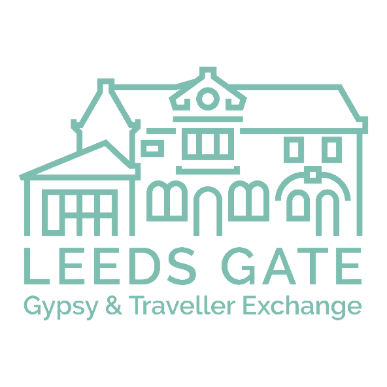 LEEDS GATE
Gypsy & Traveller Exchange